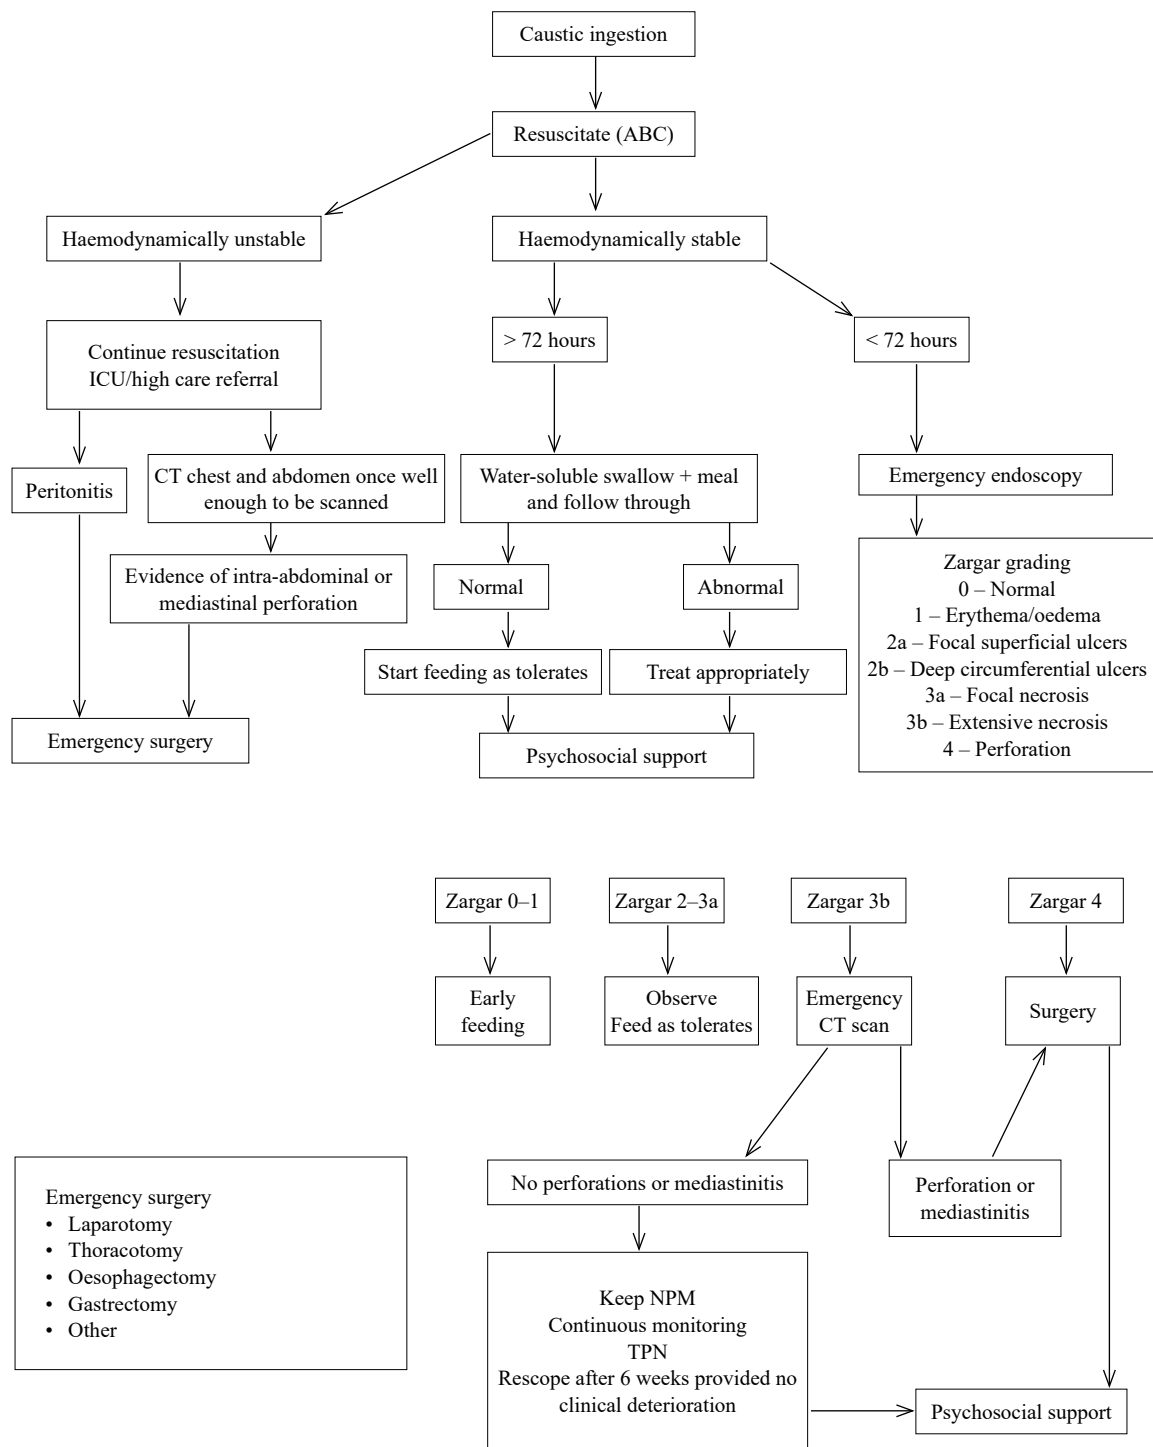 Caustic ingestion
Resuscitate (ABC)
Haemodynamically unstable
Haemodynamically stable
Continue resuscitation
ICU/high care referral
> 72 hours
< 72 hours
Peritonitis
CT chest and abdomen once well
enough to be scanned
Water-soluble swallow + meal
and follow through
Emergency endoscopy
Evidence of intra-abdominal or
mediastinal perforation
Normal
Abnormal
Start feeding as tolerates
Treat appropriately
Emergency surgery
Psychosocial support
Zargar grading
0 – Normal
1 – Erythema/oedema
2a – Focal superficial ulcers
2b – Deep circumferential ulcers
3a – Focal necrosis
3b – Extensive necrosis
4 – Perforation
Zargar 0–1
Zargar 2–3a
Zargar 3b
Zargar 4
Early
feeding
Observe
Feed as tolerates
Emergency
CT scan
Surgery
No perforations or mediastinitis
Perforation or
mediastinitis
Emergency surgery
• Laparotomy
• Thoracotomy
• Oesophagectomy
• Gastrectomy
• Other
Keep NPM
Continuous monitoring
TPN
Rescope after 6 weeks provided no
clinical deterioration
Psychosocial support